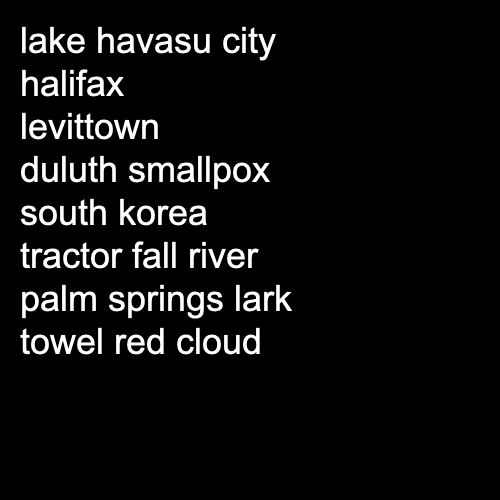 lake havasu city
halifax
levittown
duluth smallpox
south korea
tractor fall river
palm springs lark
towel red cloud